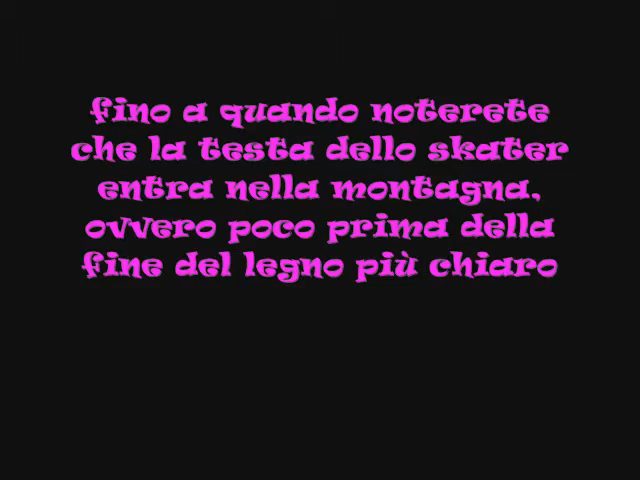 fino a quando noterete
che la testa dello skater
entra nella montagna,
ovvero poco prima della
fine del legno più chiaro